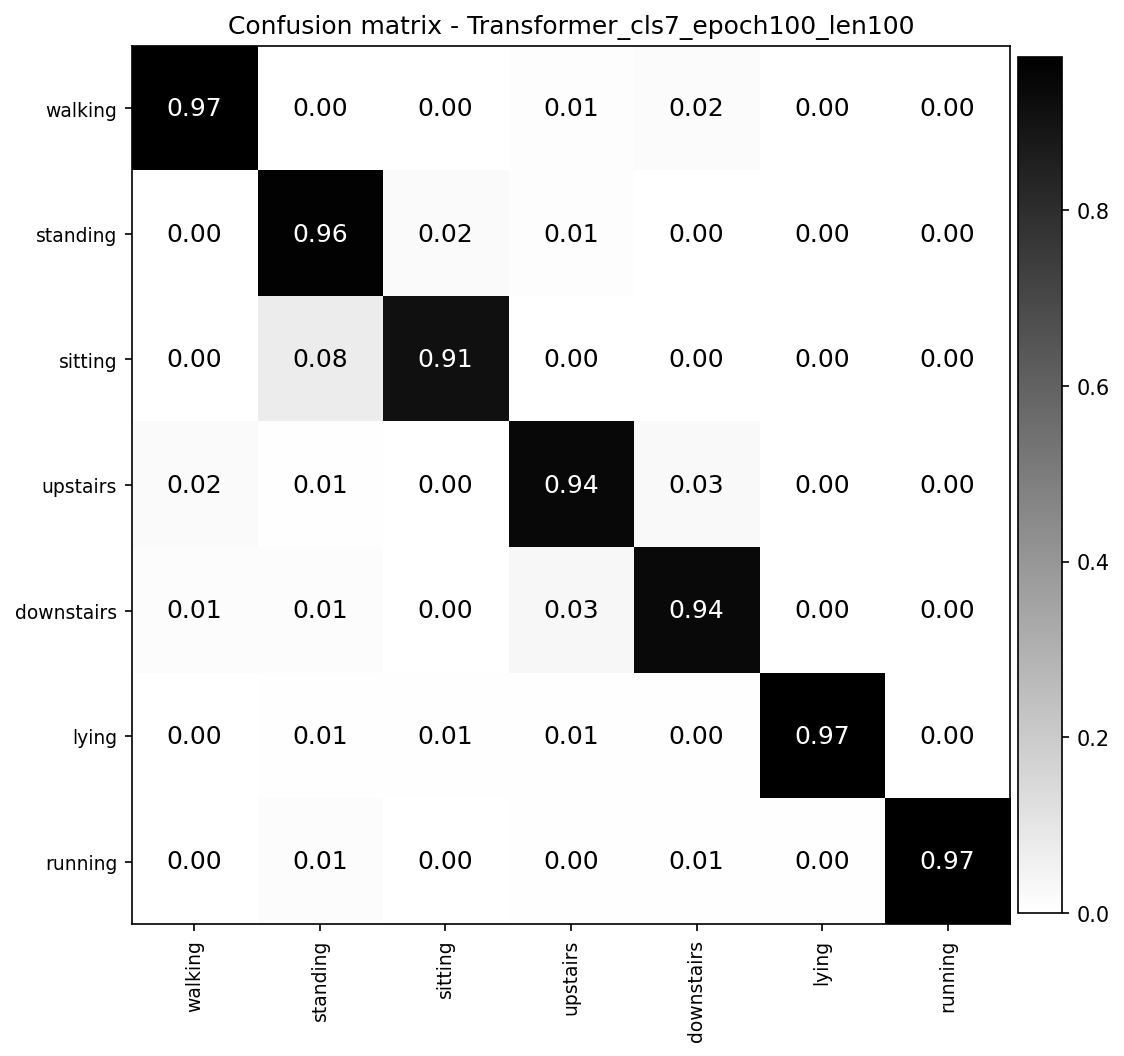 Confusion matrix - Transformer_cls7_epoch100_len100
walking 0.97 0.00 0.00 0.01 0.02 0.00 0.00
standing 0.00 0.96 0.02 0.01 0.00 0.00 0.00
sitting 0.00 0.08 0.91 0.00 0.00 0.00 0.00
upstairs 0.02 0.01 0.00 0.94 0.03 0.00 0.00
downstairs 0.01 0.01 0.00 0.03 0.94 0.00 0.00
lying 0.00 0.01 0.01 0.01 0.00 0.97 0.00
running 0.00 0.01 0.00 0.00 0.01 0.00 0.97
walking standing sitting upstairs downstairs lying running
0.8
0.6
0.4
0.2
0.0